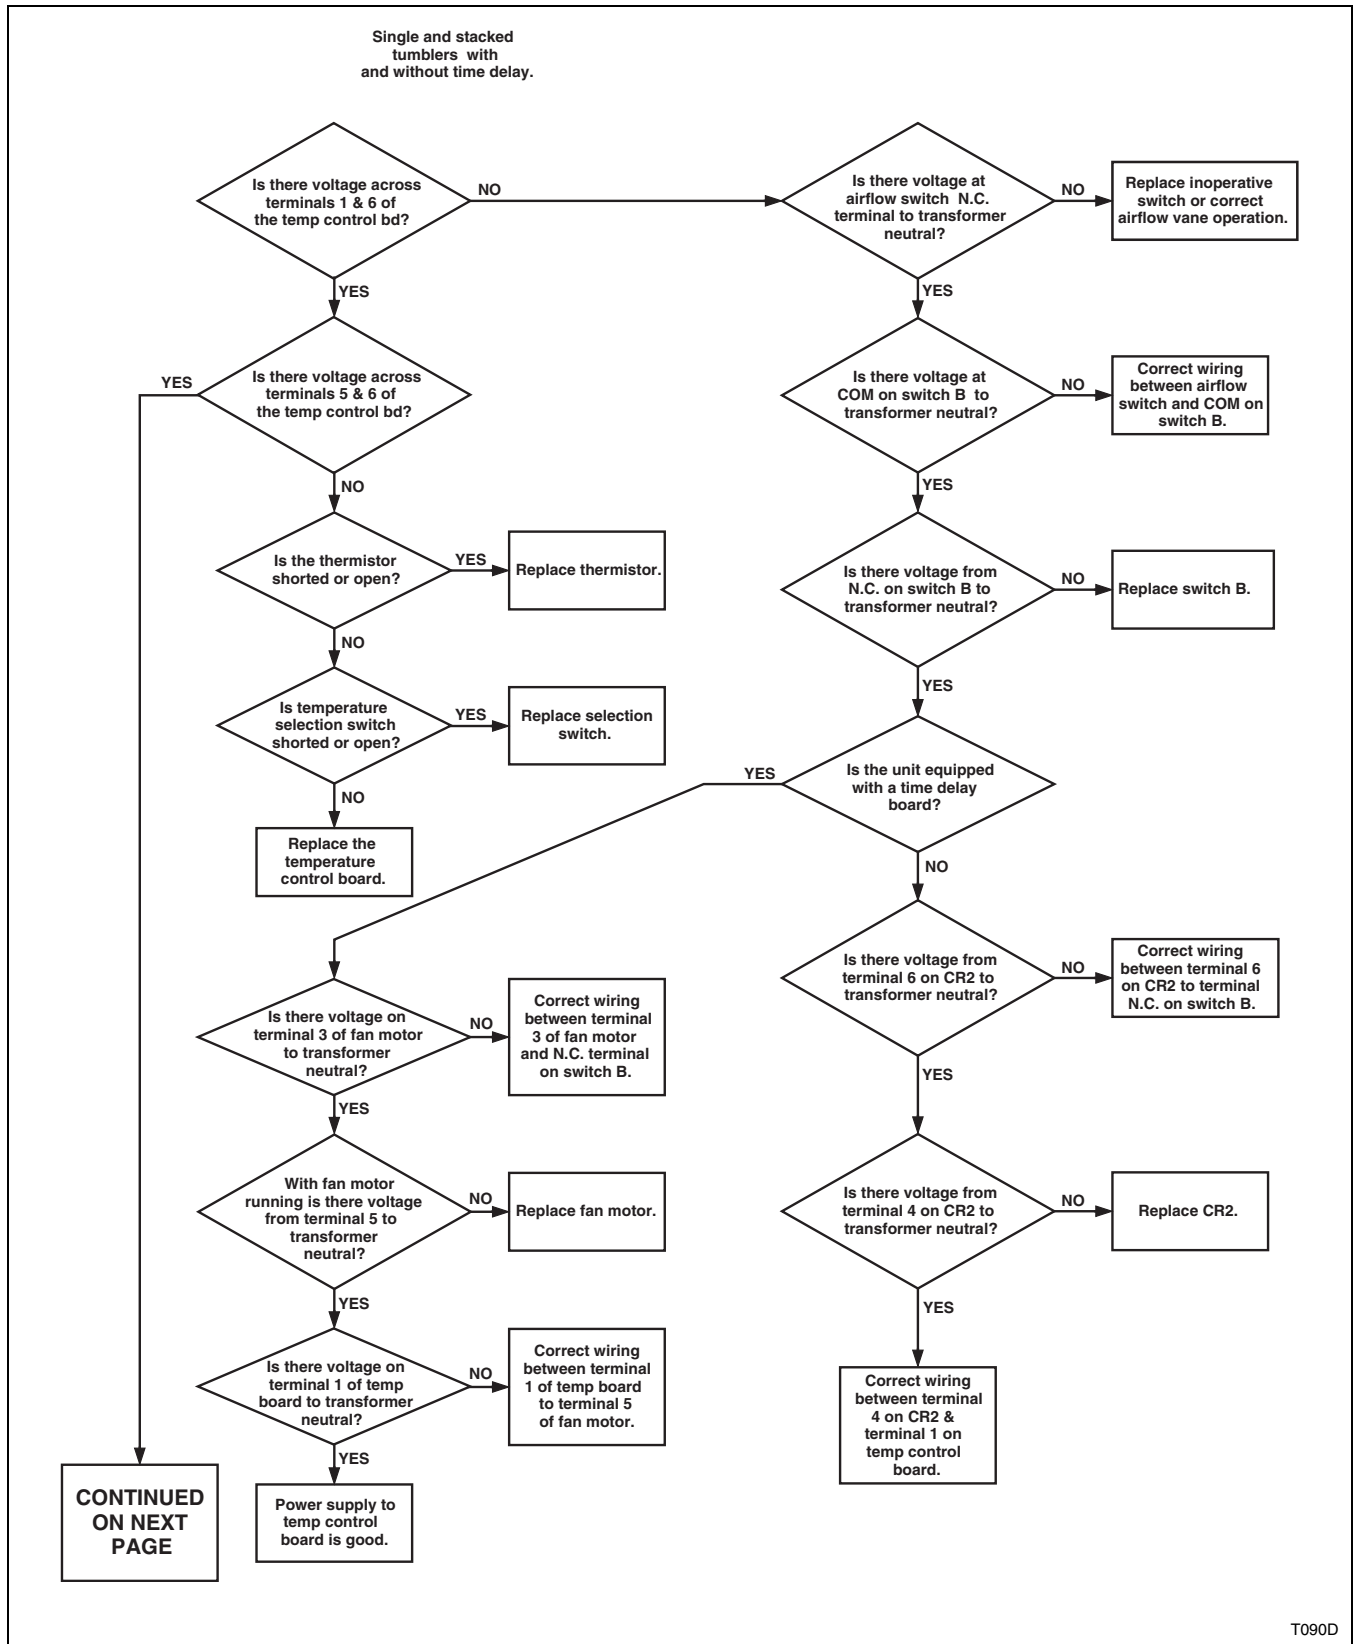 Single and stacked
tumblers with
and without time delay.
Is there voltage across
terminals 1 & 6 of
the temp control bd?
NO
Is there voltage at
airflow switch N.C.
terminal to transformer
neutral?
NO
Replace inoperative
switch or correct
airflow vane operation.
YES
YES
Is there voltage across
terminals 5 & 6 of
the temp control bd?
YES
Is there voltage at
COM on switch B to
transformer neutral?
NO
Correct wiring
between airflow
switch and COM on
switch B.
NO
YES
Is the thermistor
shorted or open?
YES
Replace thermistor.
Is there voltage from
N.C. on switch B to
transformer neutral?
NO
Replace switch B.
NO
YES
Is temperature
selection switch
shorted or open?
YES
Replace selection
switch.
Is the unit equipped
with a time delay
board?
YES
NO
Replace the
temperature
control board.
NO
Is there voltage from
terminal 6 on CR2 to
transformer neutral?
NO
Correct wiring
between terminal 6
on CR2 to terminal
N.C. on switch B.
Is there voltage on
terminal 3 of fan motor
to transformer
neutral?
NO
Correct wiring
between terminal
3 of fan motor
and N.C. terminal
on switch B.
YES
YES
With fan motor
running is there voltage
from terminal 5 to
transformer
neutral?
NO
Replace fan motor.
Is there voltage from
terminal 4 on CR2 to
transformer neutral?
NO
Replace CR2.
YES
YES
Is there voltage on
terminal 1 of temp
board to transformer
neutral?
NO
Correct wiring
between terminal
1 of temp board
to terminal 5
of fan motor.
Correct wiring
between terminal
4 on CR2 &
terminal 1 on
temp control
board.
YES
CONTINUED
ON NEXT
PAGE
Power supply to
temp control
board is good.
T090D